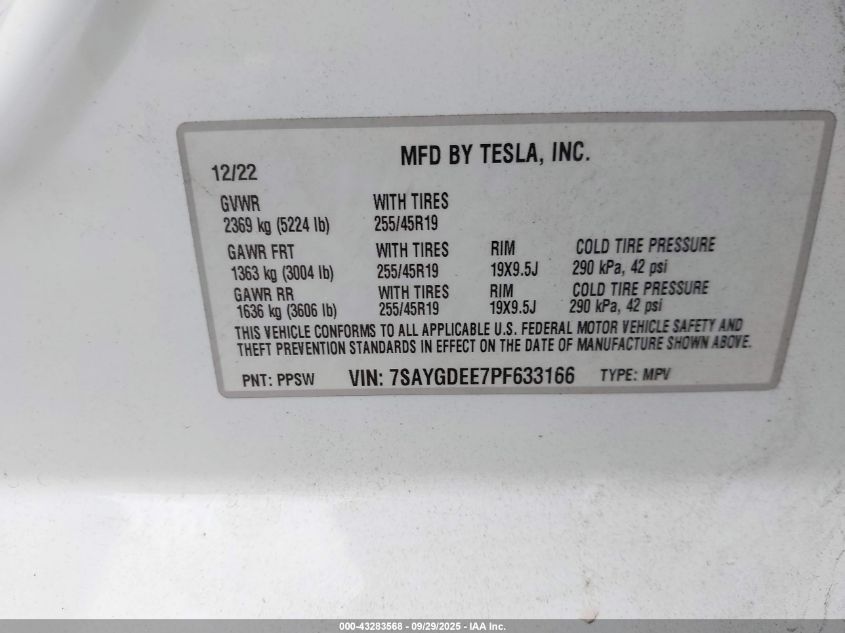 MFD BY TESLA, INC.
12/22
GVWR WITH TIRES
2369 kg (5224 lb) 255/45R19
GAWR FRT WITH TIRES RIM COLD TIRE PRESSURE
1363 kg (3004 lb) 255/45R19 19X9.5J 290 kPa, 42 psi
GAWR RR WITH TIRES RIM COLD TIRE PRESSURE
1636 kg (3606 lb) 255/45R19 19X9.5J 290 kPa, 42 psi
THIS VEHICLE CONFORMS TO ALL APPLICABLE U.S. FEDERAL MOTOR VEHICLE SAFETY AND
THEFT PREVENTION STANDARDS IN EFFECT ON THE DATE OF MANUFACTURE SHOWN ABOVE.
PNT: PPSW VIN: 7SAYGDEE7PF633166 TYPE: MPV
000-43283568 - 09/29/2025 - IAA Inc.